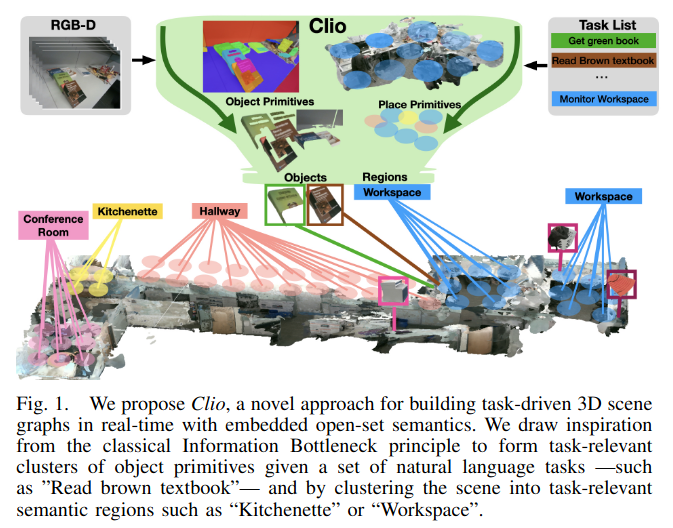 RGB-D
Clio
Task List
Get green book
Read Brown textbook
...
Monitor Workspace
Object Primitives
Place Primitives
Objects
Regions
Workspace
Workspace
Conference
Room
Kitchenette
Hallway
Fig. 1. We propose Clio, a novel approach for building task-driven 3D scene
graphs in real-time with embedded open-set semantics. We draw inspiration
from the classical Information Bottleneck principle to form task-relevant
clusters of object primitives given a set of natural language tasks —such
as ”Read brown textbook”— and by clustering the scene into task-relevant
semantic regions such as “Kitchenette” or “Workspace”.